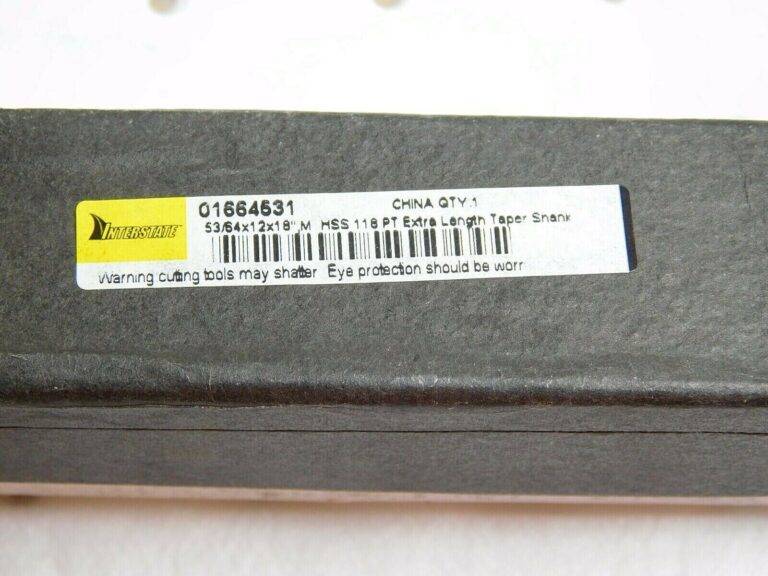 INTERSTATE
01664531 CHINA QTY.1
53/64x12x18",M HSS 118 PT Extra Length Taper Shank
Warning cutting tools may shatter Eye protection should be worr